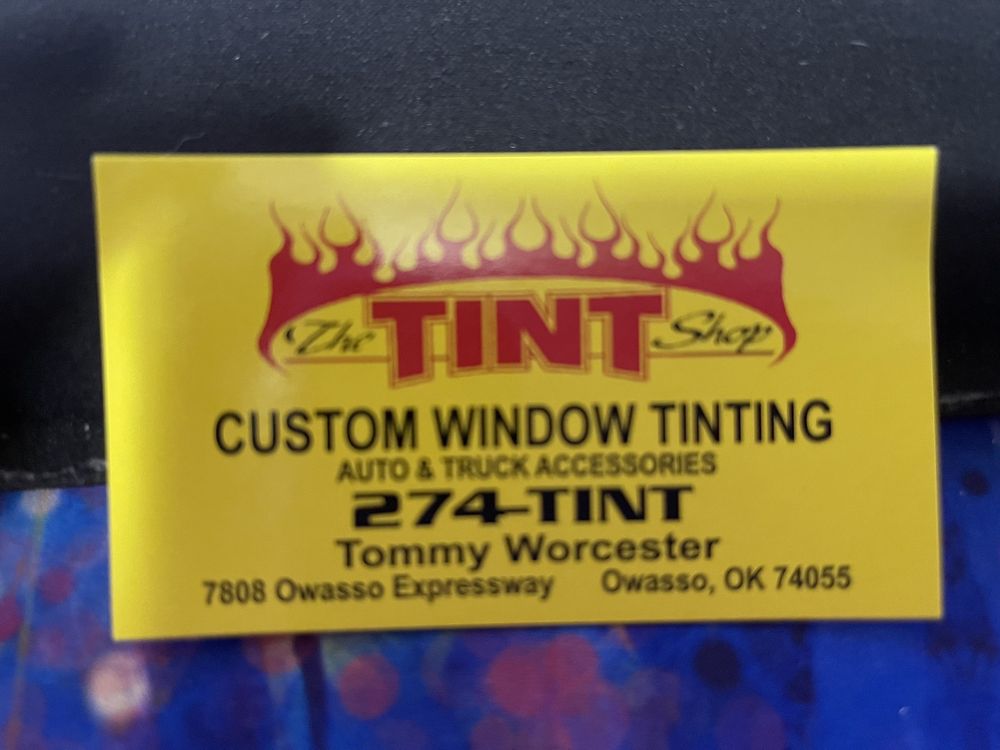 The TINT Shop
CUSTOM WINDOW TINTING
AUTO & TRUCK ACCESSORIES
274-TINT
Tommy Worcester
7808 Owasso Expressway Owasso, OK 74055